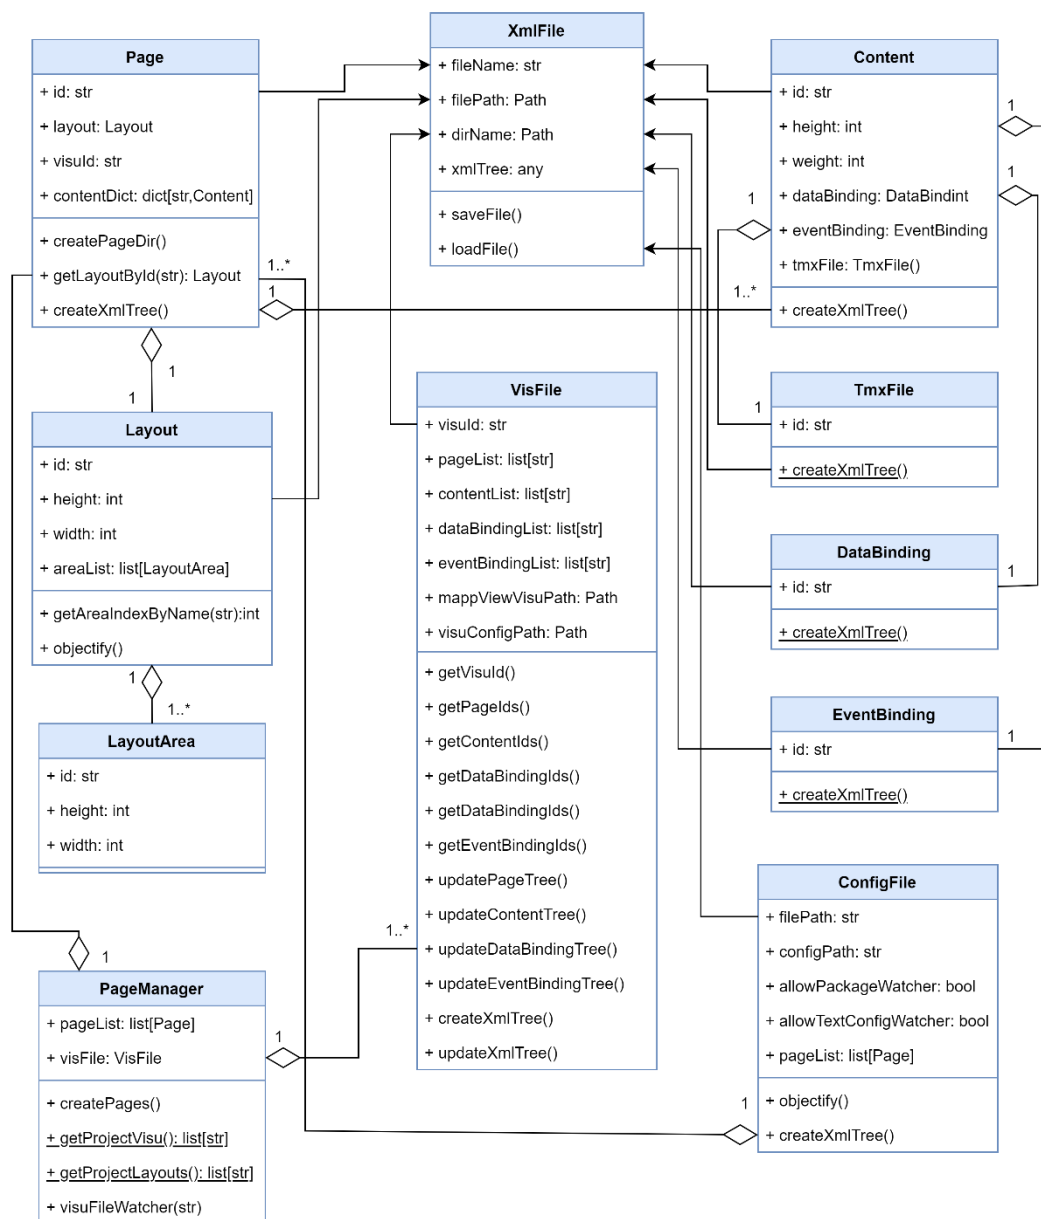 Page
+ id: str
+ layout: Layout
+ visuId: str
+ contentDict: dict[str,Content]
+ createPageDir()
+ getLayoutById(str): Layout
+ createXmlTree()
1..*
1
1
1
XmlFile
+ fileName: str
+ filePath: Path
+ dirName: Path
+ xmlTree: any
+ saveFile()
+ loadFile()
Content
+ id: str
+ height: int
+ weight: int
+ dataBinding: DataBindint
+ eventBinding: EventBinding
+ tmxFile: TmxFile()
+ createXmlTree()
1
1
1
1..*
Layout
+ id: str
+ height: int
+ width: int
+ areaList: list[LayoutArea]
+ getAreaIndexByName(str):int
+ objectify()
1
1..*
LayoutArea
+ id: str
+ height: int
+ width: int
VisFile
+ visuId: str
+ pageList: list[str]
+ contentList: list[str]
+ dataBindingList: list[str]
+ eventBindingList: list[str]
+ mappViewVisuPath: Path
+ visuConfigPath: Path
+ getVisuId()
+ getPageIds()
+ getContentIds()
+ getDataBindingIds()
+ getDataBindingIds()
+ getEventBindingIds()
+ updatePageTree()
+ updateContentTree()
+ updateDataBindingTree()
+ updateEventBindingTree()
+ createXmlTree()
+ updateXmlTree()
1..*
TmxFile
1
+ id: str
+ createXmlTree()
DataBinding
+ id: str
1
+ createXmlTree()
EventBinding
+ id: str
1
+ createXmlTree()
ConfigFile
+ filePath: str
+ configPath: str
+ allowPackageWatcher: bool
+ allowTextConfigWatcher: bool
+ pageList: list[Page]
+ objectify()
+ createXmlTree()
1
1
PageManager
+ pageList: list[Page]
+ visFile: VisFile
1
+ createPages()
+ getProjectVisu(): list[str]
+ getProjectLayouts(): list[str]
+ visuFileWatcher(str)